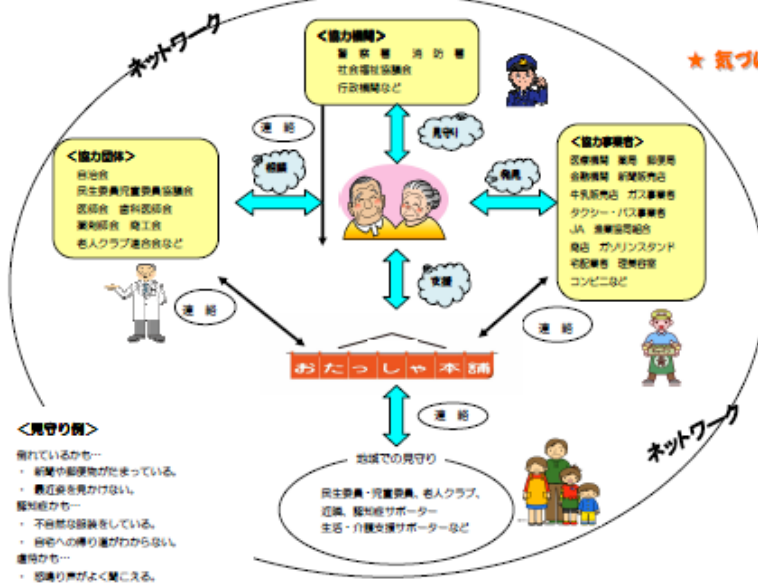 ネットワーク
<協力機関>
警察署 消防署
社会福祉協議会
行政機関など
★ 気づ
連絡
見守り
<協力団体>
自治会
民生委員児童委員協議会
医師会 歯科医師会
薬剤師会 商工会
老人クラブ連合会など
相談
発見
<協力事業者>
医療機関 薬局 郵便局
金融機関 新聞販売店
牛乳販売店 ガス事業者
タクシー・バス事業者
JA 漁業協同組合
商店 ガソリンスタンド
宅配業者 理美容室
コンビニなど
支援
連絡
連絡
おたっしゃ本舗
連絡
ネットワーク
<見守り例>
倒れているかも…
・ 新聞や郵便物がたまっている。
・ 最近姿を見かけない。
認知症かも…
・ 不自然な服装をしている。
・ 自宅への帰り道がわからない。
虐待かも…
・ 怒鳴り声がよく聞こえる。
地域での見守り
民生委員・児童委員、老人クラブ、
近隣、認知症サポーター
生活・介護支援サポーターなど